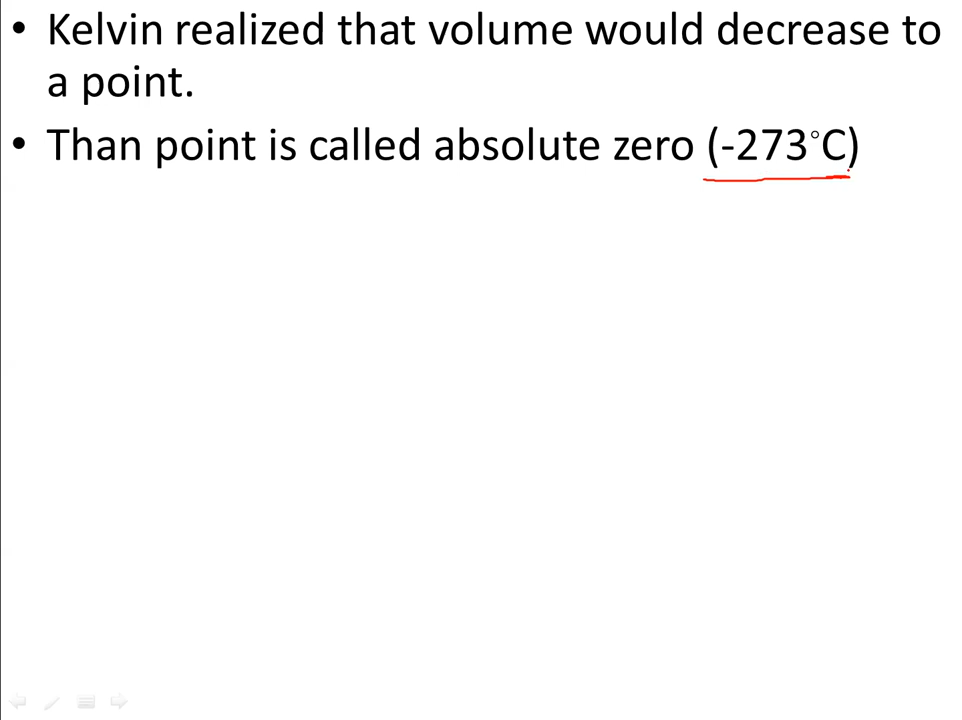 • Kelvin realized that volume would decrease to
a point.
• Than point is called absolute zero (-273°C)